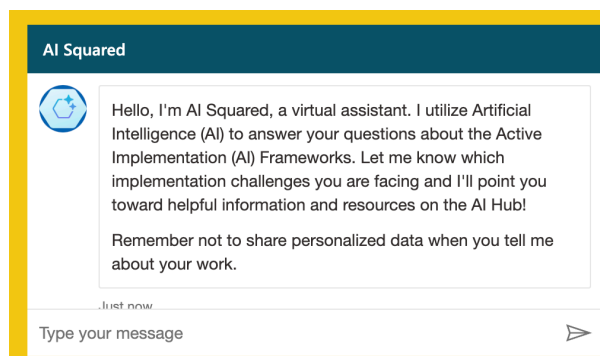 AI Squared
Hello, I'm AI Squared, a virtual assistant. I utilize Artificial
Intelligence (AI) to answer your questions about the Active
Implementation (AI) Frameworks. Let me know which
implementation challenges you are facing and I'll point you
toward helpful information and resources on the AI Hub!
Remember not to share personalized data when you tell me
about your work.
Just now
Type your message